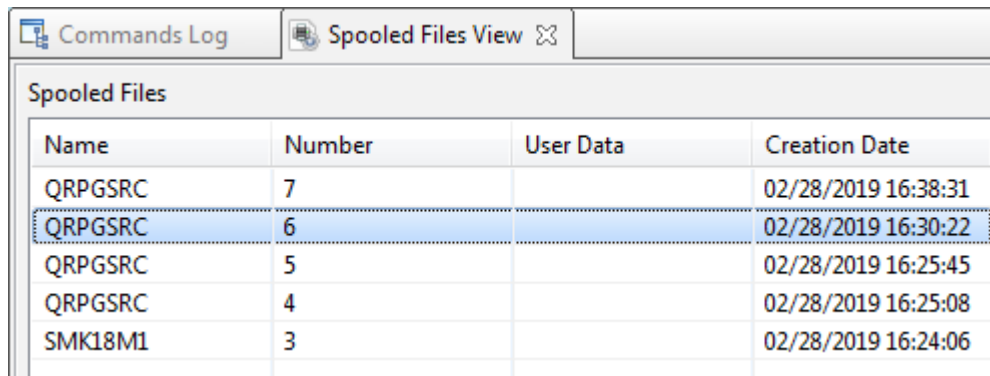 Commands Log Spooled Files View
Spooled Files
Name Number User Data Creation Date
QRPGSRC 7 02/28/2019 16:38:31
QRPGSRC 6 02/28/2019 16:30:22
QRPGSRC 5 02/28/2019 16:25:45
QRPGSRC 4 02/28/2019 16:25:08
SMK18M1 3 02/28/2019 16:24:06